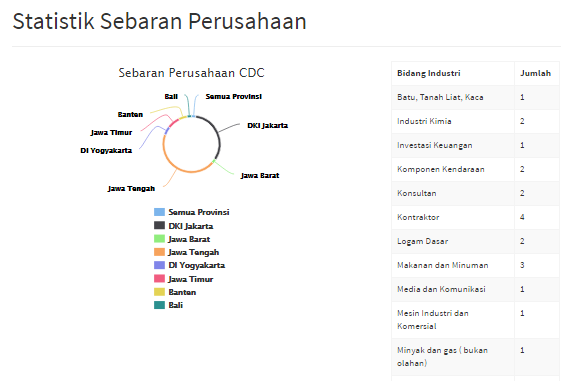 Statistik Sebaran Perusahaan
Sebaran Perusahaan CDC
Bali
Semua Provinsi
Banten
DKI Jakarta
Jawa Timur
DI Yogyakarta
Jawa Barat
Jawa Tengah
Semua Provinsi
DKI Jakarta
Jawa Barat
Jawa Tengah
DI Yogyakarta
Jawa Timur
Banten
Bali
Bidang Industri Jumlah
Batu, Tanah Liat, Kaca 1
Industri Kimia 2
Investasi Keuangan 1
Komponen Kendaraan 2
Konsultan 2
Kontraktor 4
Logam Dasar 2
Makanan dan Minuman 3
Media dan Komunikasi 1
Mesin Industri dan 1
Komersial
Minyak dan gas ( bukan 1
olahan)